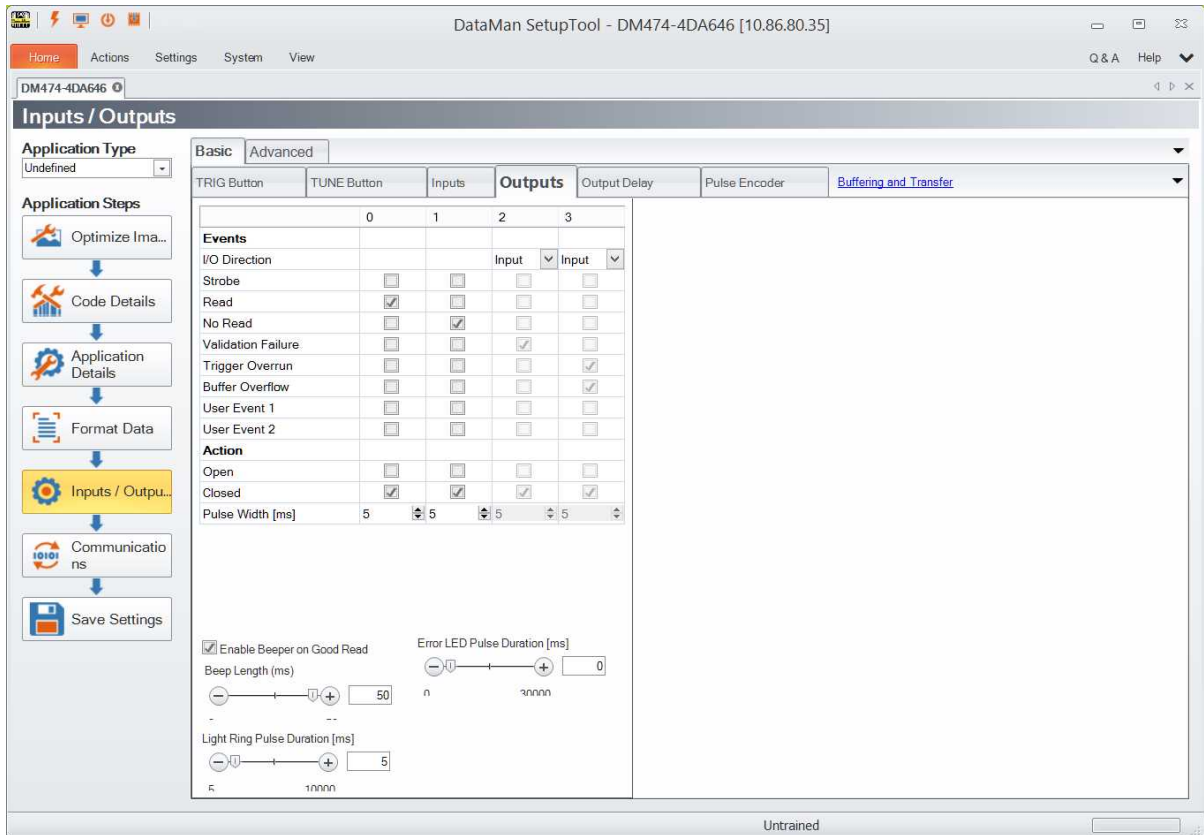 DataMan SetupTool - DM474-4DA646 [10.86.80.35]
Home Actions Settings System View Q & A Help
DM474-4DA646
Inputs / Outputs
Application Type
Undefined
Application Steps
Optimize Ima...
Code Details
Application
Details
Format Data
Inputs / Outpu...
Communicatio
ns
Save Settings
Basic Advanced
TRIG Button TUNE Button Inputs Outputs Output Delay Pulse Encoder Buffering and Transfer
0 1 2 3
Events
I/O Direction Input Input
Strobe
Read
No Read
Validation Failure
Trigger Overrun
Buffer Overflow
User Event 1
User Event 2
Action
Open
Closed
Pulse Width [ms] 5 5 5 5
Enable Beeper on Good Read
Beep Length (ms)
50
Error LED Pulse Duration [ms]
0
0 30000
Light Ring Pulse Duration [ms]
5
5 10000
Untrained